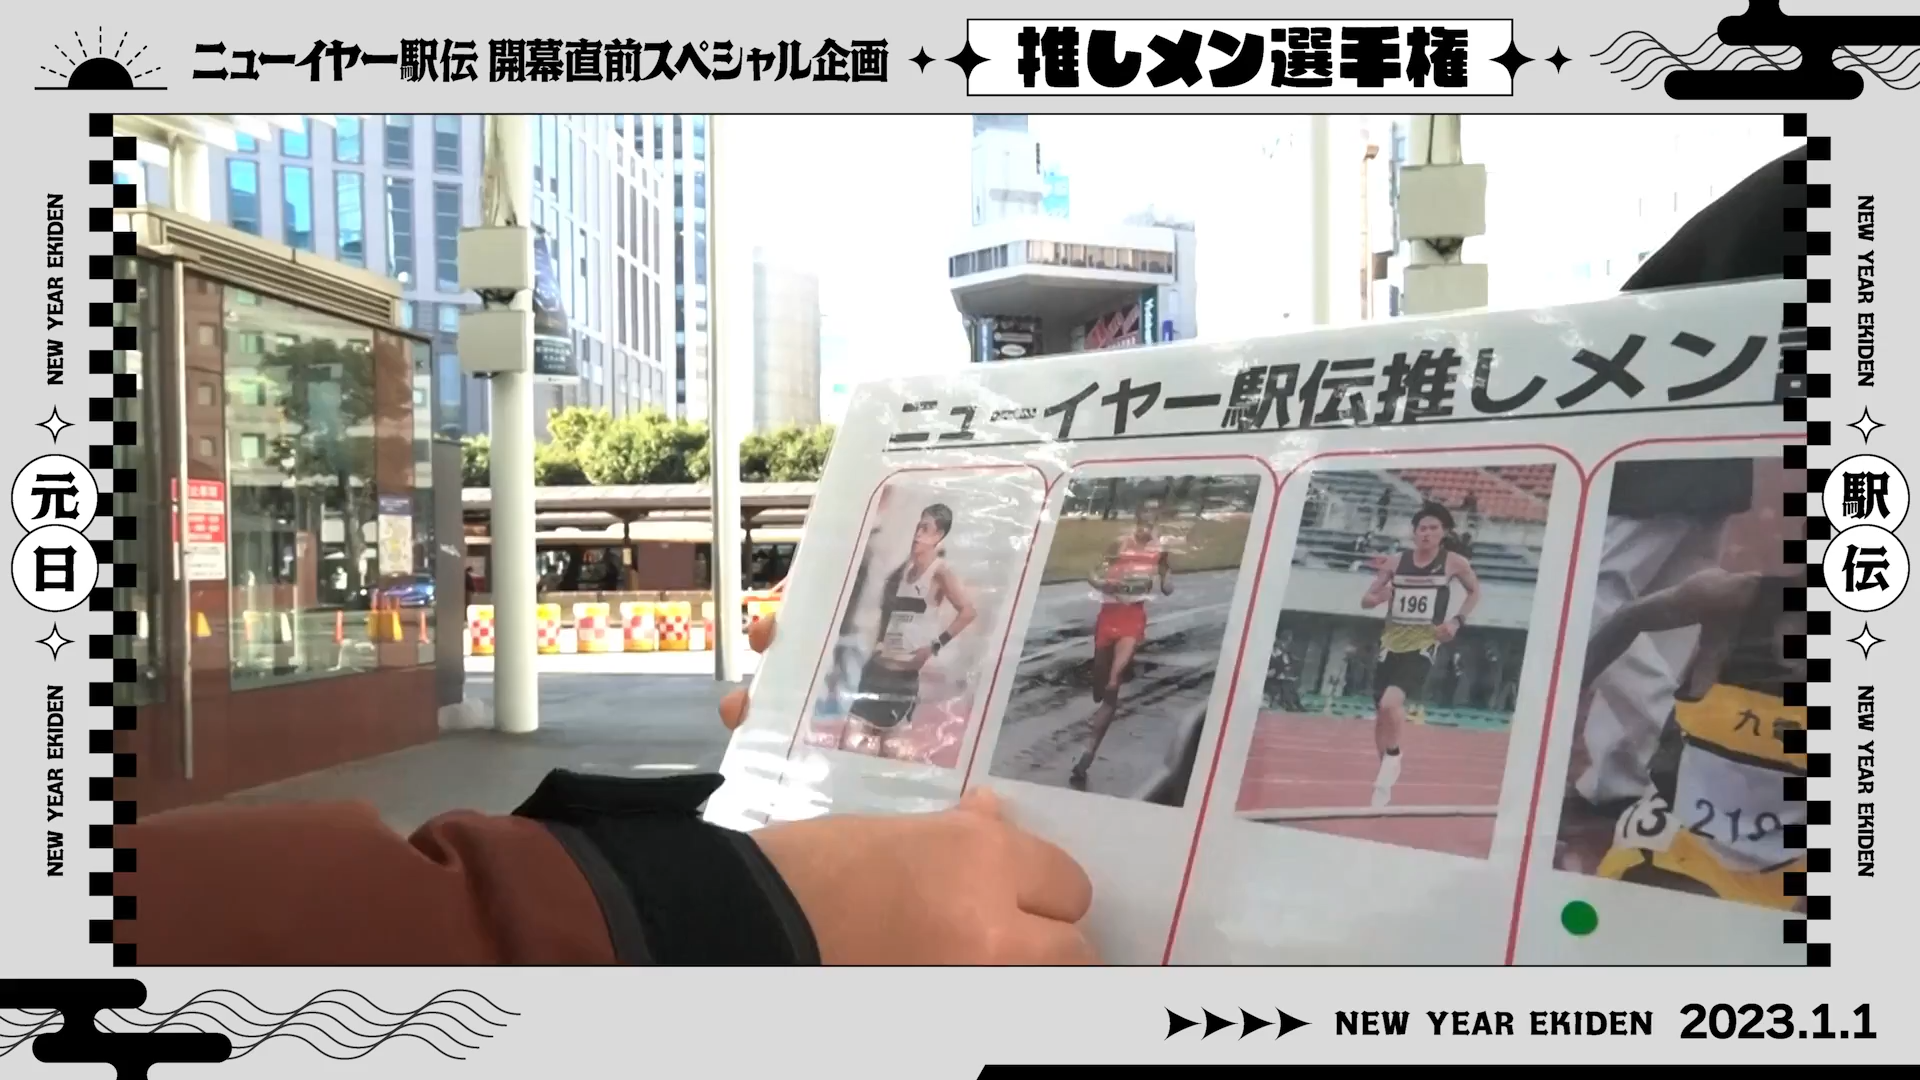 ニューイヤー駅伝 開幕直前スペシャル企画
推しメン選手権
NEW YEAR EKIDEN
元日
NEW YEAR EKIDEN
ニューイヤー駅伝推しメン
196
九
218
NEW YEAR EKIDEN
駅伝
NEW YEAR EKIDEN
NEW YEAR EKIDEN 2023.1.1